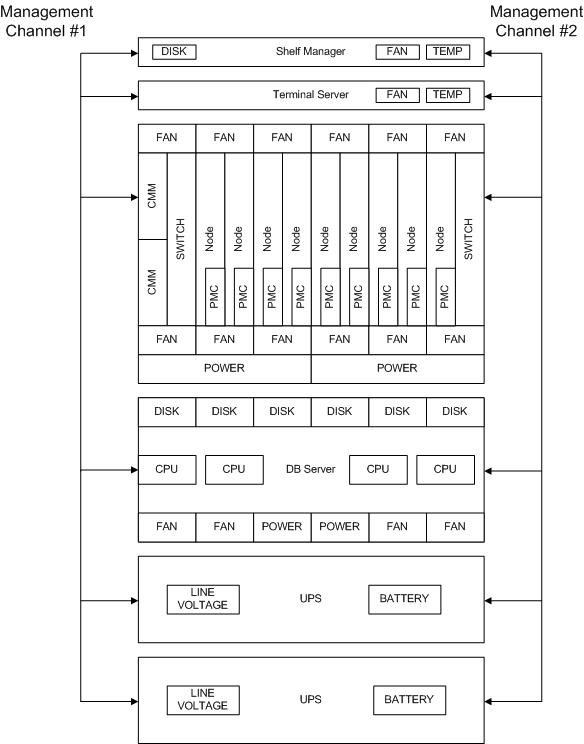 Management
Channel #1
Management
Channel #2
DISK Shelf Manager FAN TEMP
Terminal Server FAN TEMP
FAN FAN FAN FAN FAN FAN
CMM
CMM
SWITCH
Node Node Node Node Node Node Node Node Node
SWITCH
PMC PMC PMC PMC PMC PMC PMC PMC PMC
FAN FAN FAN FAN FAN FAN
POWER POWER
DISK DISK DISK DISK DISK DISK
CPU CPU DB Server CPU CPU
FAN FAN POWER POWER FAN FAN
LINE
VOLTAGE
UPS
BATTERY
LINE
VOLTAGE
UPS
BATTERY